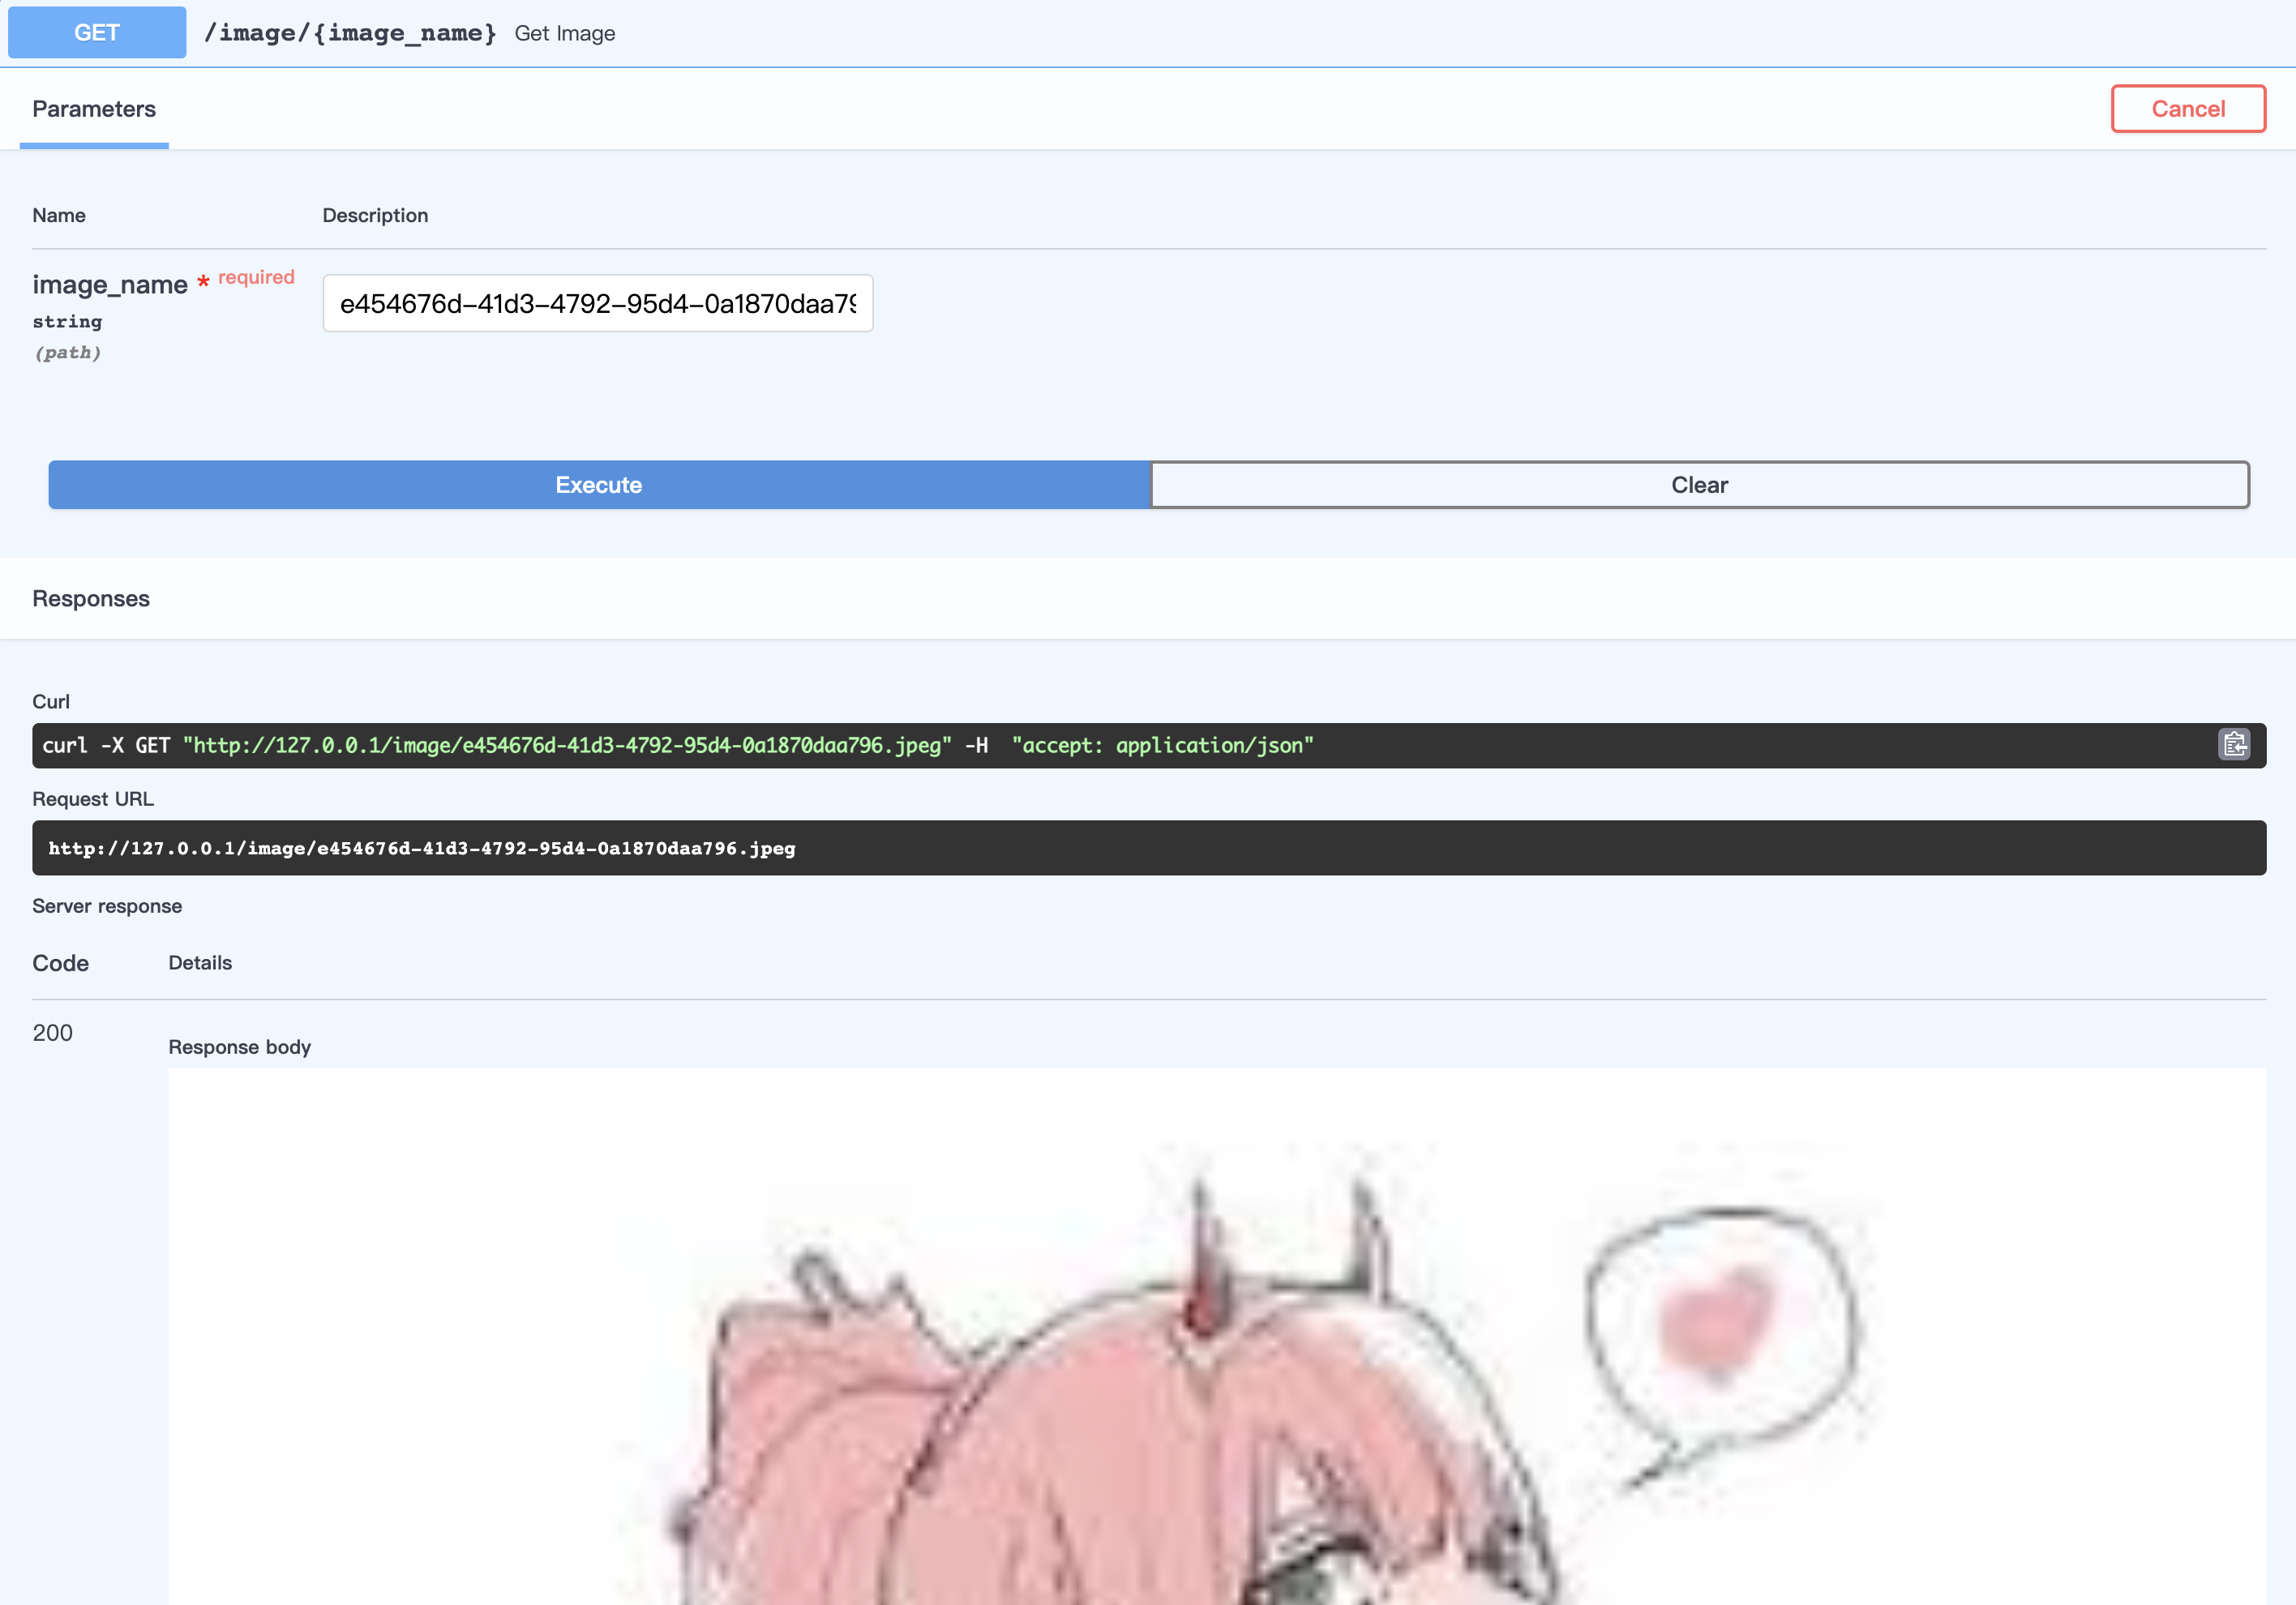 GET /image/{image_name} Get Image
Parameters
Cancel
Name Description
image_name * required
string
(path)
e454676d-41d3-4792-95d4-0a1870daa79
Execute
Clear
Responses
Curl
curl -X GET "http://127.0.0.1/image/e454676d-41d3-4792-95d4-0a1870daa796.jpeg" -H  "accept: application/json"
Request URL
http://127.0.0.1/image/e454676d-41d3-4792-95d4-0a1870daa796.jpeg
Server response
Code Details
200
Response body